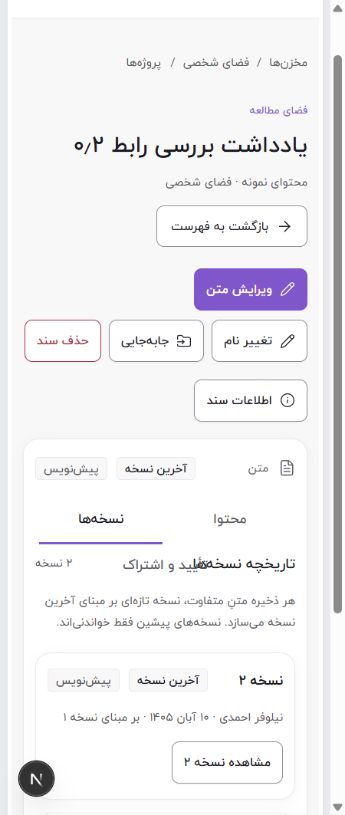 مخزن‌ها / فضای شخصی / پروژه‌ها
فضای مطالعه
یادداشت بررسی رابط ۰٫۲
محتوای نمونه · فضای شخصی
بازگشت به فهرست
ویرایش متن
تغییر نام
جابه‌جایی
حذف سند
اطلاعات سند
متن
آخرین نسخه
پیش‌نویس
محتوا
نسخه‌ها
تأیید و اشتراک
تاریخچه نسخه‌ها
۲ نسخه
هر ذخیره متنِ متفاوت، نسخه تازه‌ای بر مبنای آخرین
نسخه می‌سازد. نسخه‌های پیشین فقط خواندنی‌اند.
نسخه ۲
آخرین نسخه
پیش‌نویس
نیلوفر احمدی · ۱۰ آبان ۱۴۰۵ · بر مبنای نسخه ۱
مشاهده نسخه ۲
N